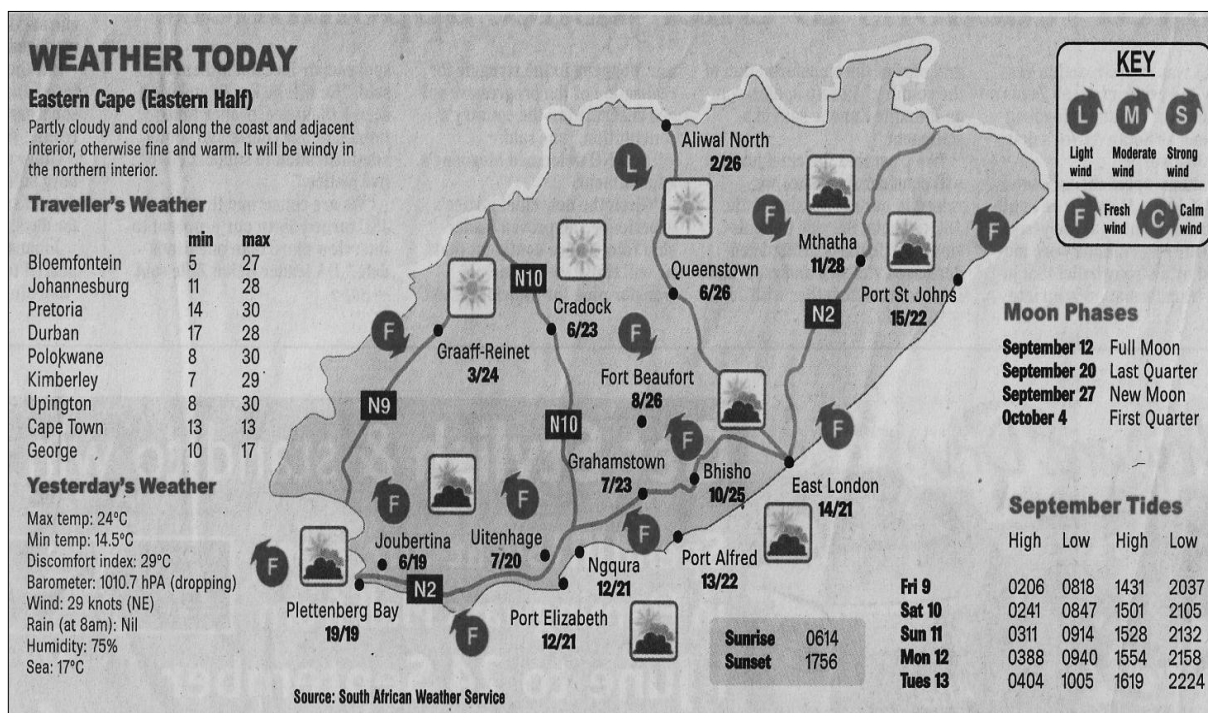 WEATHER TODAY
Eastern Cape (Eastern Half)
Partly cloudy and cool along the coast and adjacent
interior, otherwise fine and warm. It will be windy in
the northern interior.
Traveller's Weather
min max
Bloemfontein 5 27
Johannesburg 11 28
Pretoria 14 30
Durban 17 28
Polokwane 8 30
Kimberley 7 29
Upington 8 30
Cape Town 13 13
George 10 17
Yesterday's Weather
Max temp: 24°C
Min temp: 14.5°C
Discomfort index: 29°C
Barometer: 1010.7 hPA (dropping)
Wind: 29 knots (NE)
Rain (at 8am): Nil
Humidity: 75%
Sea: 17°C
Aliwal North
2/26
L
F
Mthatha
11/28
F
Port St Johns
15/22
Queenstown
6/26
N10
Cradock
6/23
N2
F
Graaff-Reinet
3/24
F
Fort Beaufort
8/26
N9
N10
F
Grahamstown
7/23
F
Bhisho
10/25
East London
14/21
F
F
Joubertina
6/19
Uitenhage
7/20
F
Ngqura
12/21
Port Alfred
13/22
F
Plettenberg Bay
19/19
N2
F
Port Elizabeth
12/21
Sunrise 0614
Sunset 1756
Source: South African Weather Service
KEY
L M S
Light
wind
Moderate
wind
Strong
wind
F Fresh
wind
C Calm
wind
Moon Phases
September 12 Full Moon
September 20 Last Quarter
September 27 New Moon
October 4 First Quarter
September Tides
High Low High Low
Fri 9 0206 0818 1431 2037
Sat 10 0241 0847 1501 2105
Sun 11 0311 0914 1528 2132
Mon 12 0388 0940 1554 2158
Tues 13 0404 1005 1619 2224